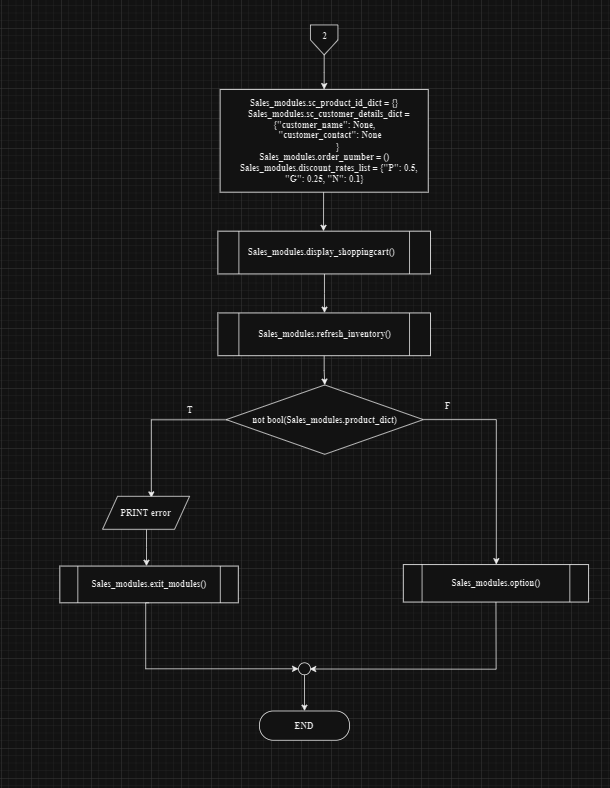 2
Sales_modules.sc_product_id_dict = {}
Sales_modules.sc_customer_details_dict =
{"customer_name": None,
"customer_contact": None
}
Sales_modules.order_number = ()
Sales_modules.discount_rates_list = {"P": 0.5,
"G": 0.25, "N": 0.1}
Sales_modules.display_shoppingcart()
Sales_modules.refresh_inventory()
not bool(Sales_modules.product_dict)
T
F
PRINT error
Sales_modules.exit_modules()
Sales_modules.option()
END